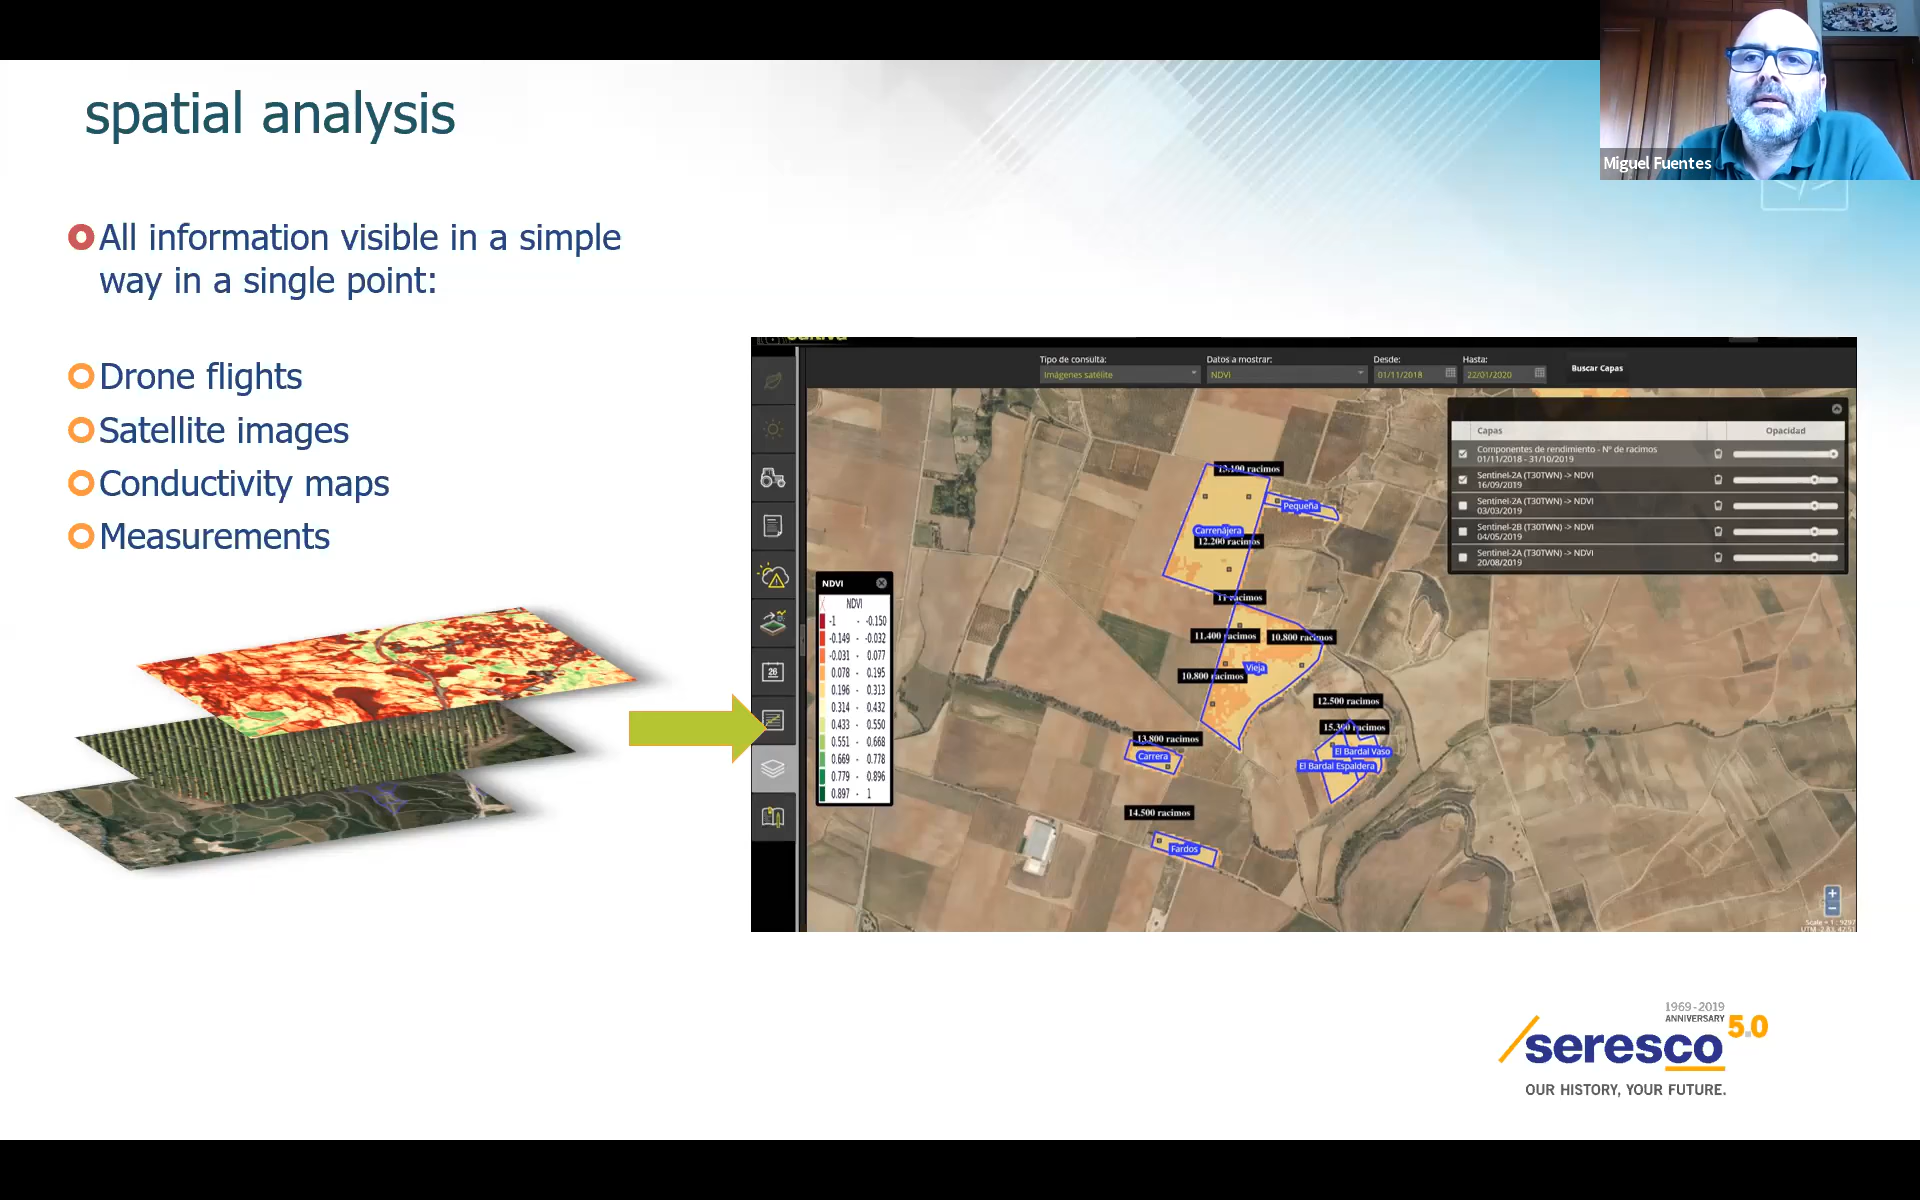 Miguel Fuentes
spatial analysis
All information visible in a simple
way in a single point:
Drone flights
Satellite images
Conductivity maps
Measurements
Tipo de consulta:
Imágenes satélite
Datos a mostrar:
NDVI
Desde:
01/11/2018
Hasta:
22/01/2020
Buscar Capas
Capas
Opacidad
Componentes de rendimiento - Nº de racimos
01/11/2018 - 31/10/2019
Sentinel-2A (T30TWN) -> NDVI
16/09/2019
Sentinel-2A (T30TWN) -> NDVI
03/03/2019
Sentinel-2B (T30TWN) -> NDVI
04/05/2019
Sentinel-2A (T30TWN) -> NDVI
20/08/2019
racimos
Pequeña
Carrenájera
12.200 racimos
racimos
11.400 racimos
10.800 racimos
Vieja
10.800 racimos
12.500 racimos
15.300 racimos
El Bardal Vaso
El Bardal Espaldera
13.800 racimos
Carrera
14.500 racimos
Fardos
NDVI
NDVI
-1 - -0.150
-0.149 - -0.032
-0.031 - 0.077
0.078 - 0.195
0.196 - 0.313
0.314 - 0.432
0.433 - 0.550
0.551 - 0.668
0.669 - 0.778
0.779 - 0.896
0.897 - 1
26
1969-2019
ANNIVERSARY 5.0
seresco
OUR HISTORY, YOUR FUTURE.